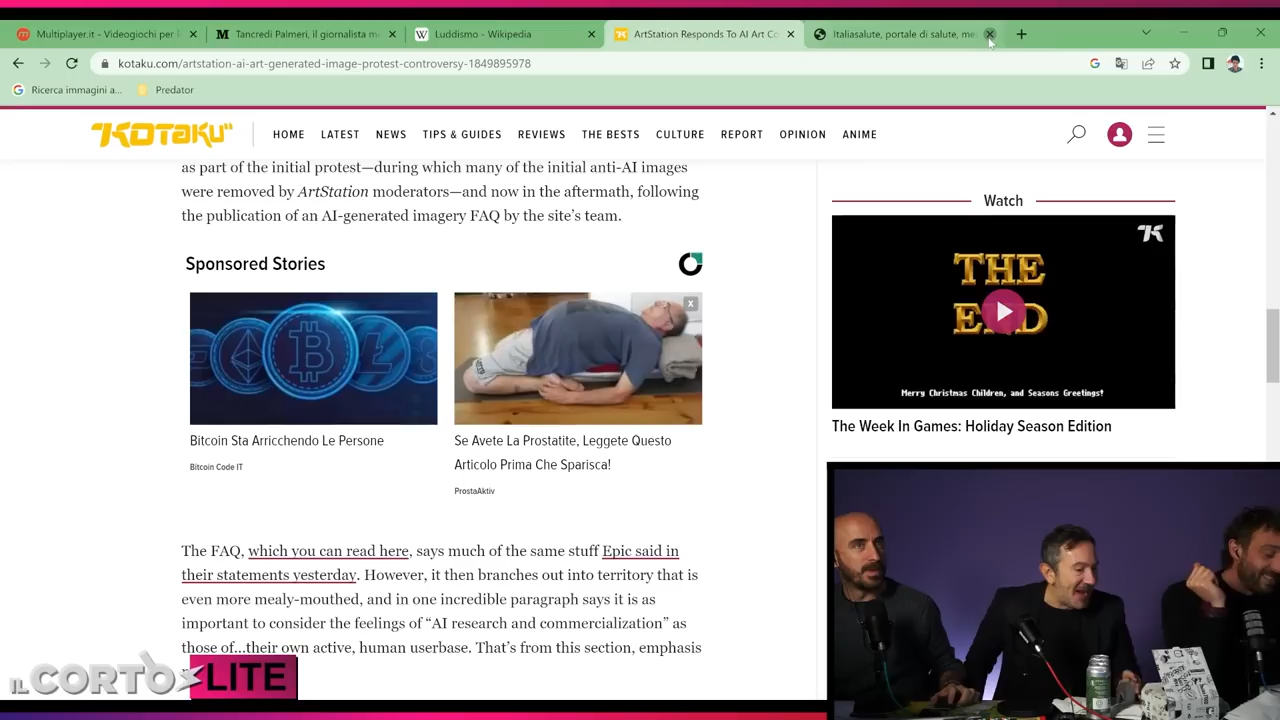 Multiplayer.it - Videogiochi per
Tancredi Palmeri, il giornalista m
Luddismo - Wikipedia
ArtStation Responds To AI Art Co
Italiasalute, portale di salute, me
kotaku.com/artstation-ai-art-generated-image-protest-controversy-1849895978
Ricerca immagini a...
Predator
KOTAKU
HOME
LATEST
NEWS
TIPS & GUIDES
REVIEWS
THE BESTS
CULTURE
REPORT
OPINION
ANIME
as part of the initial protest—during which many of the initial anti-AI images
were removed by ArtStation moderators—and now in the aftermath, following
the publication of an AI-generated imagery FAQ by the site's team.
Sponsored Stories
Bitcoin Sta Arricchendo Le Persone
Bitcoin Code IT
Se Avete La Prostatite, Leggete Questo
Articolo Prima Che Sparisca!
ProstaAktiv
The FAQ, which you can read here, says much of the same stuff Epic said in
their statements yesterday. However, it then branches out into territory that is
even more mealy-mouthed, and in one incredible paragraph says it is as
important to consider the feelings of "AI research and commercialization" as
those of...their own active, human userbase. That's from this section, emphasis
Watch
THE
END
Merry Christmas Children, and Seasons Greetings!
The Week In Games: Holiday Season Edition
IL CORTÒ LITE